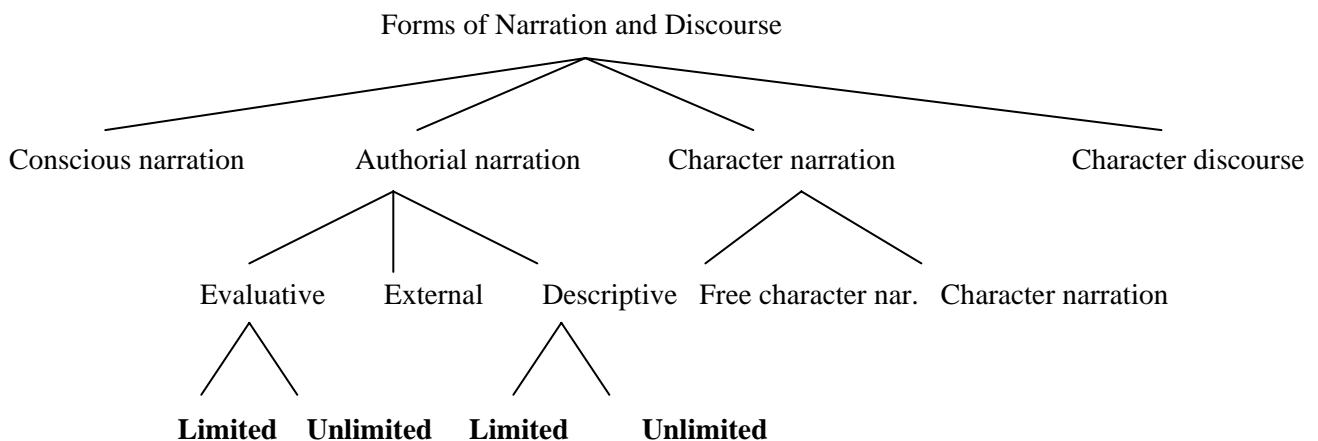 Forms of Narration and Discourse
Conscious narration Authorial narration Character narration Character discourse
Evaluative External Descriptive Free character nar. Character narration
Limited Unlimited Limited Unlimited